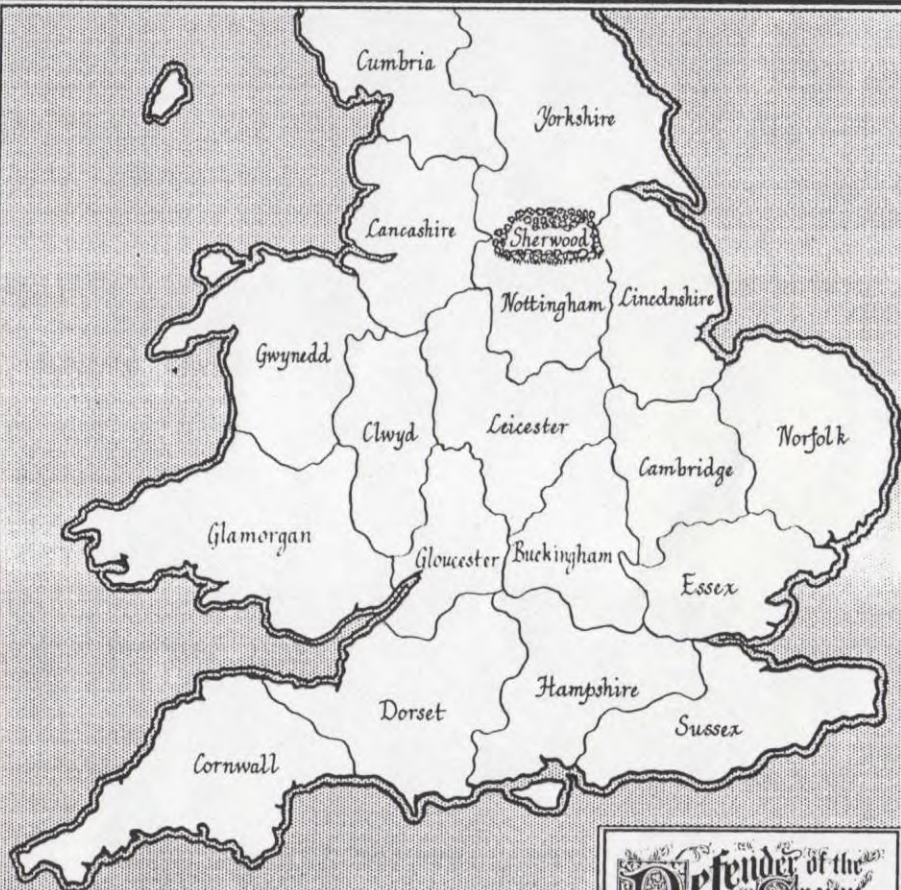 Cumbria
Yorkshire
Lancashire
Sherwood
Nottingham
Lincolnshire
Gwynedd
Clwyd
Leicester
Norfolk
Cambridge
Glamorgan
Gloucester
Buckingham
Essex
Hampshire
Dorset
Sussex
Cornwall
Defender of the